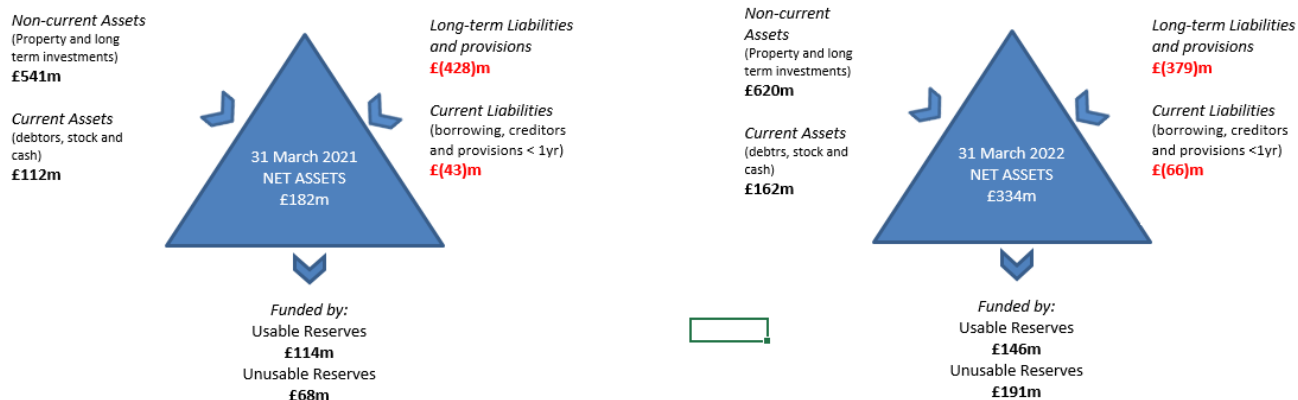 Non-current Assets
(Property and long
term investments)
£541m
Current Assets
(debtors, stock and
cash)
£112m
31 March 2021
NET ASSETS
£182m
Long-term Liabilities
and provisions
£(428)m
Current Liabilities
(borrowing, creditors
and provisions < 1yr)
£(43)m
Funded by:
Usable Reserves
£114m
Unusable Reserves
£68m
Non-current
Assets
(Property and long
term investments)
£620m
Current Assets
(debtrs, stock and
cash)
£162m
31 March 2022
NET ASSETS
£334m
Long-term Liabilities
and provisions
£(379)m
Current Liabilities
(borrowing, creditors
and provisions <1yr)
£(66)m
Funded by:
Usable Reserves
£146m
Unusable Reserves
£191m